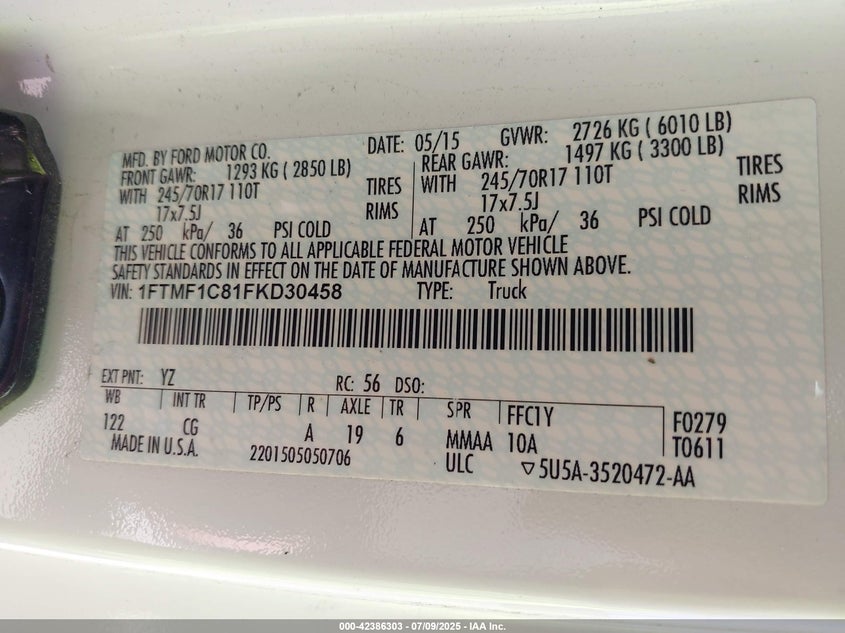 MFD. BY FORD MOTOR CO. DATE: 05/15 GVWR: 2726 KG ( 6010 LB)
FRONT GAWR: 1293 KG ( 2850 LB) REAR GAWR: 1497 KG ( 3300 LB)
WITH 245/70R17 110T TIRES WITH 245/70R17 110T TIRES
17x7.5J RIMS 17x7.5J RIMS
AT 250 kPa/ 36 PSI COLD AT 250 kPa/ 36 PSI COLD
THIS VEHICLE CONFORMS TO ALL APPLICABLE FEDERAL MOTOR VEHICLE
SAFETY STANDARDS IN EFFECT ON THE DATE OF MANUFACTURE SHOWN ABOVE.
VIN: 1FTMF1C81FKD30458 TYPE: Truck
EXT PNT: YZ RC: 56 DSO:
WB INT TR TP/PS R AXLE TR SPR FFC1Y F0279
122 CG A 19 6 MMAA 10A T0611
MADE IN U.S.A. 2201505050706 ULC ▽5U5A-3520472-AA
000-42386303 / 07/09/2025 - IAA Inc.